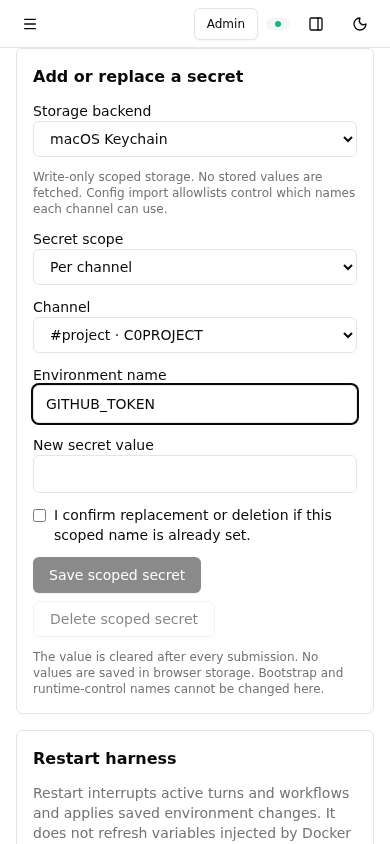 Admin
Add or replace a secret
Storage backend
macOS Keychain
Write-only scoped storage. No stored values are
fetched. Config import allowlists control which names
each channel can use.
Secret scope
Per channel
Channel
#project · C0PROJECT
Environment name
GITHUB_TOKEN
New secret value
I confirm replacement or deletion if this
scoped name is already set.
Save scoped secret
Delete scoped secret
The value is cleared after every submission. No
values are saved in browser storage. Bootstrap and
runtime-control names cannot be changed here.
Restart harness
Restart interrupts active turns and workflows
and applies saved environment changes. It
does not refresh variables injected by Docker